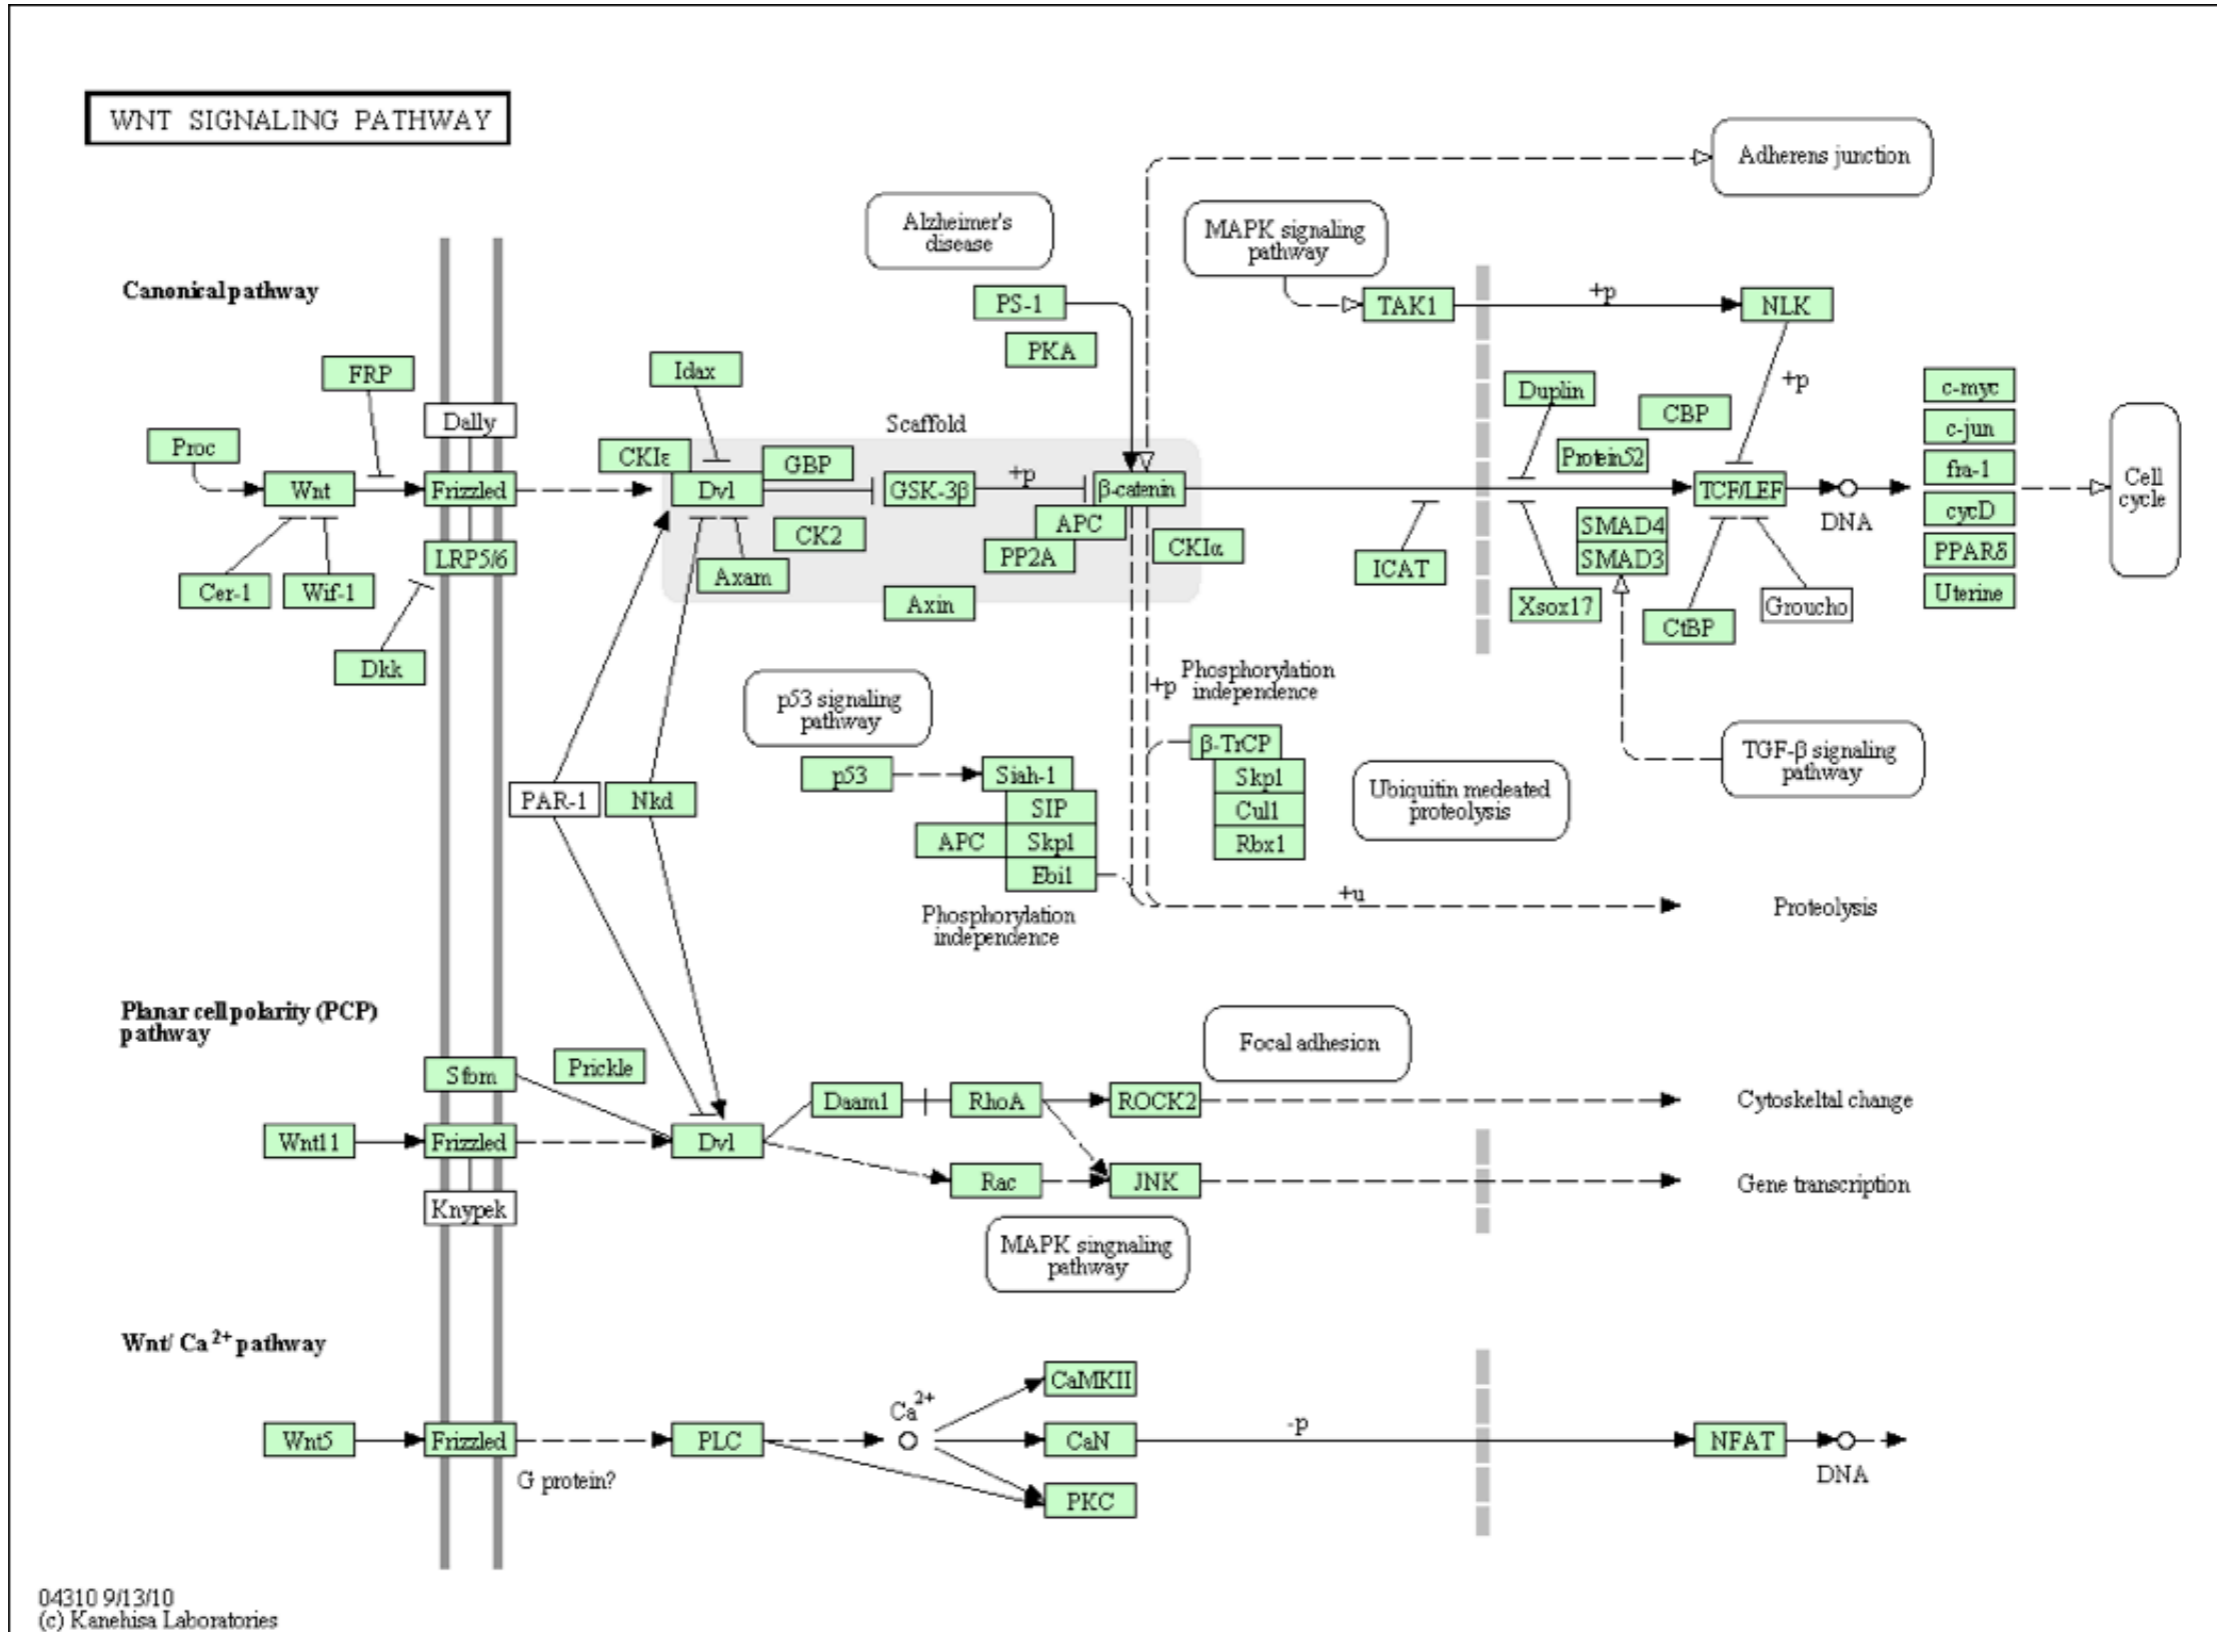 WNT SIGNALING PATHWAY
Adherens junction
Alzheimer's
disease
MAPK signaling
pathway
Canonical pathway
PS-1
TAK1
+p
NLK
PKA
FRP
Idax
+p
Duplin
c-myc
CBP
Dally
Scaffold
c-jun
Proc
CKIε
GBP
Protein52
fra-1
Cell
cycle
Wnt
Frizzled
Dvl
GSK-3β
+p
β-catenin
TCF/LEF
DNA
cycD
CK2
APC
SMAD4
LRP5/6
PP2A
CKIα
SMAD3
PPARδ
Axam
ICAT
Cer-1
Wif-1
Axin
Xsox17
Groucho
Uterine
CtBP
Dkk
p53 signaling
pathway
+p
Phosphorylation
independence
β-TrCP
TGF-β signaling
pathway
p53
Siah-1
Skp1
PAR-1
Nkd
SIP
Cul1
Ubiquitin medeated
proteolysis
APC
Skp1
Rbx1
Ebi1
+u
Proteolysis
Phosphorylation
independence
Planar cell polarity (PCP)
pathway
Focal adhesion
Stbm
Prickle
Daam1
RhoA
ROCK2
Cytoskeltal change
Wnt11
Frizzled
Dvl
Rac
JNK
Gene transcription
Knypek
MAPK singnaling
pathway
Wnt/ Ca2+ pathway
CaMKII
Ca2+
Wnt5
Frizzled
PLC
CaN
-p
NFAT
DNA
G protein?
PKC
04310 9/13/10
(c) Kanehisa Laboratories